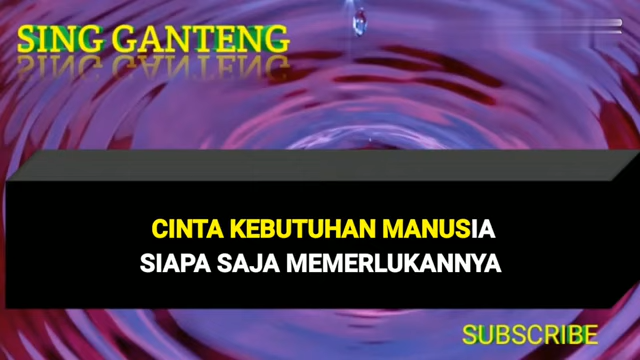 SING GANTENG
CINTA KEBUTUHAN MANUSIA
SIAPA SAJA MEMERLUKANNYA
SUBSCRIBE